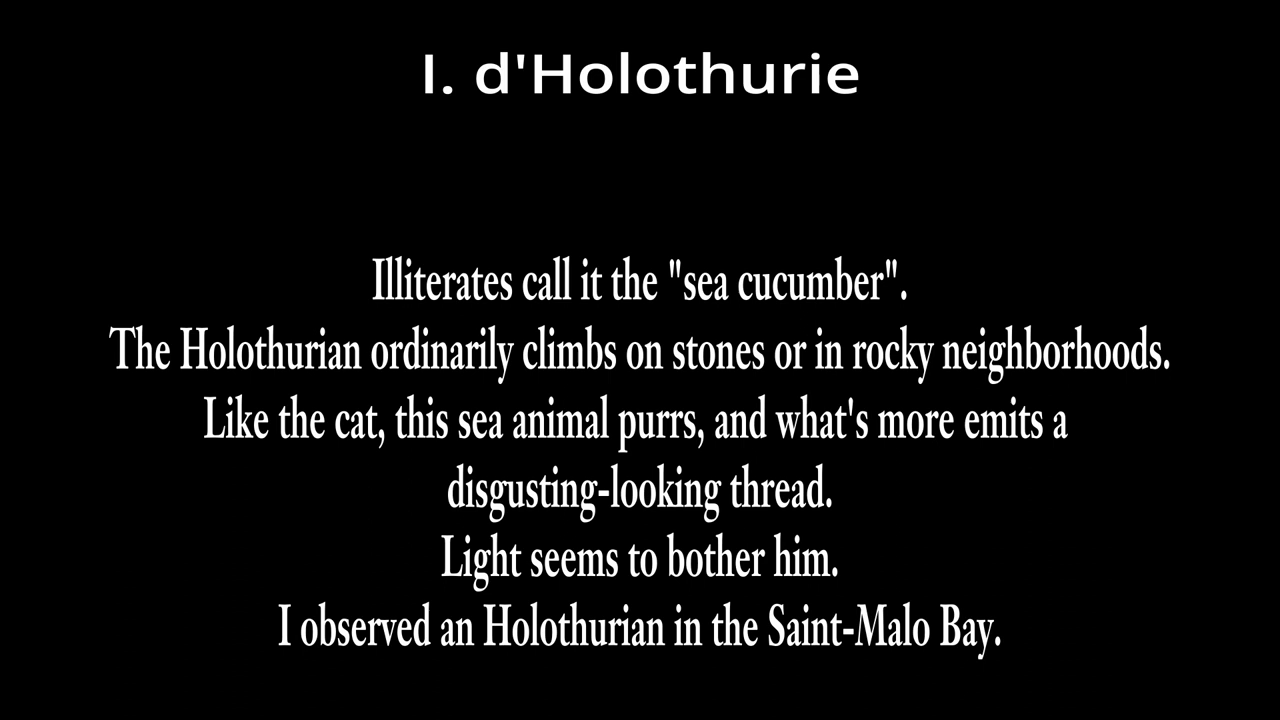 I. d'Holothurie
Illiterates call it the "sea cucumber".
The Holothurian ordinarily climbs on stones or in rocky neighborhoods.
Like the cat, this sea animal purrs, and what's more emits a
disgusting-looking thread.
Light seems to bother him.
I observed an Holothurian in the Saint-Malo Bay.